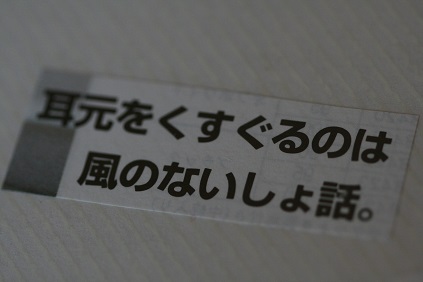 耳元をくすぐるのは
風のないしょ話。